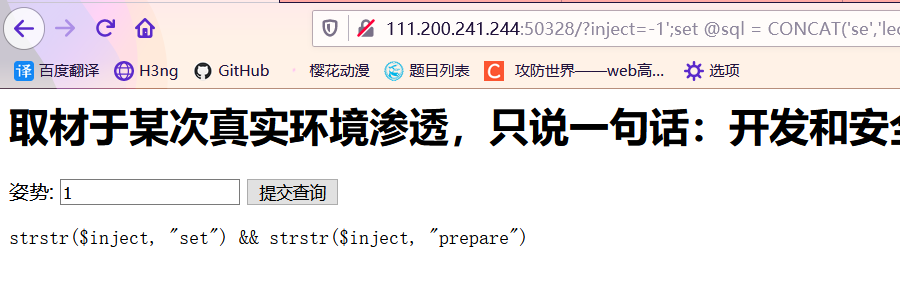 111.200.241.244:50328/?inject=-1';set @sql = CONCAT('se','lec
百度翻译 H3ng GitHub 樱花动漫 题目列表 攻防世界——web高... 选项
取材于某次真实环境渗透，只说一句话：开发和安全
姿势: 1 提交查询
strstr($inject, "set") && strstr($inject, "prepare")